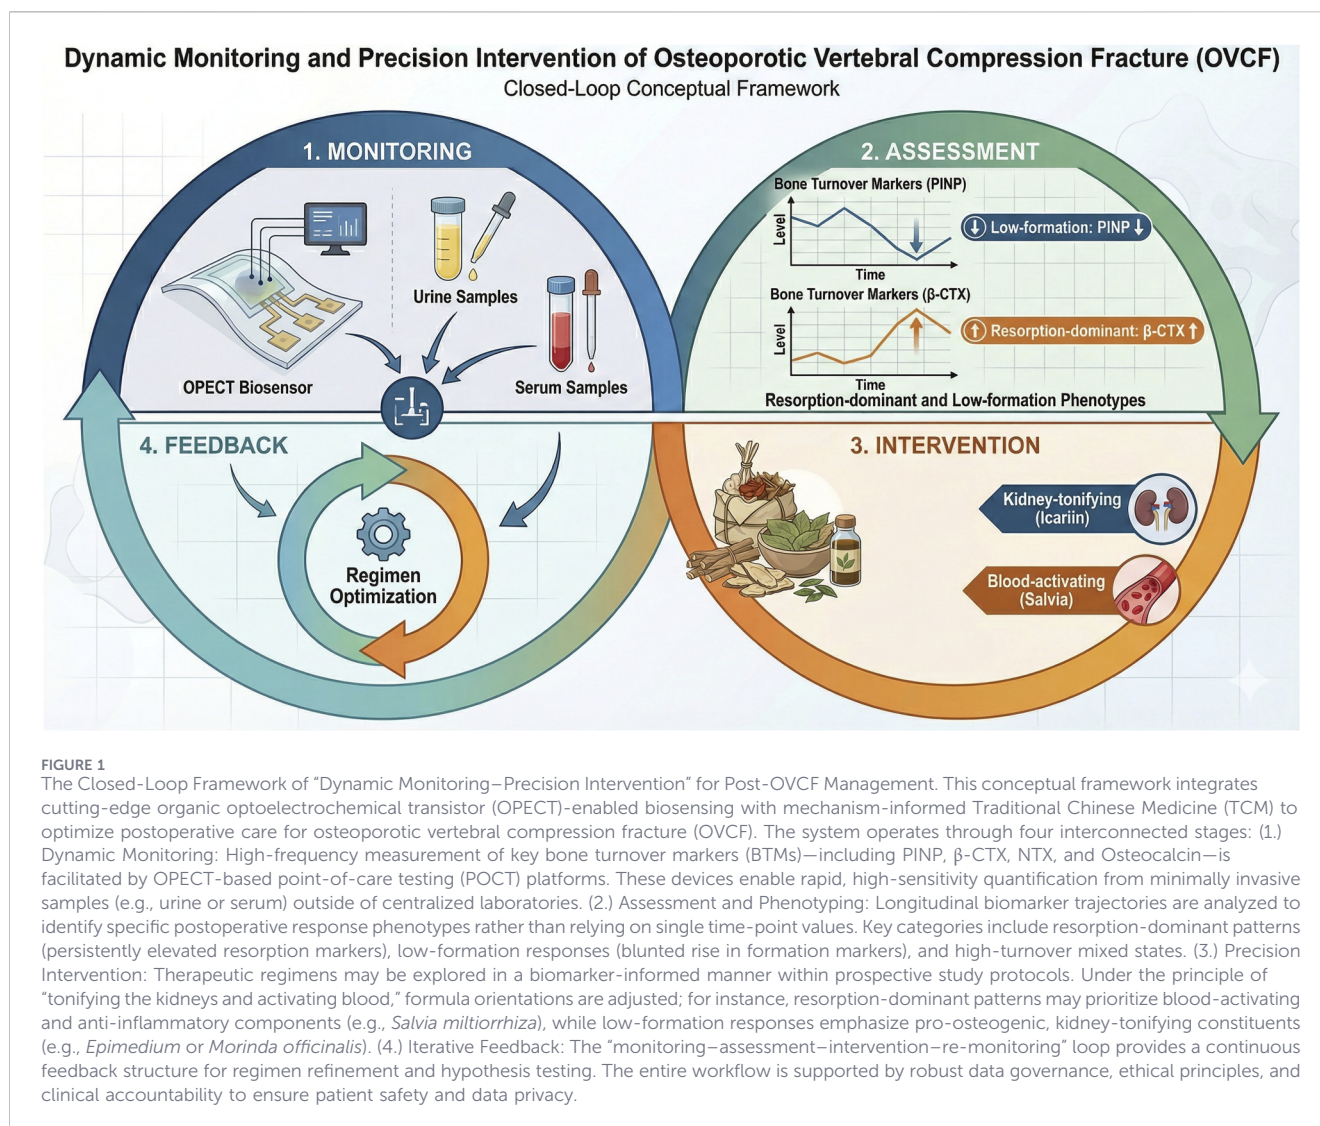 Dynamic Monitoring and Precision Intervention of Osteoporotic Vertebral Compression Fracture (OVCF)
Closed-Loop Conceptual Framework
1. MONITORING
OPECT Biosensor
Urine Samples
Serum Samples
2. ASSESSMENT
Bone Turnover Markers (PINP)
Level
Time
Low-formation: PINP ↓
Bone Turnover Markers (β-CTX)
Level
Time
Resorption-dominant: β-CTX ↑
Resorption-dominant and Low-formation Phenotypes
4. FEEDBACK
Regimen
Optimization
3. INTERVENTION
Kidney-tonifying
(Icariin)
Blood-activating
(Salvia)
FIGURE 1
The Closed-Loop Framework of “Dynamic Monitoring–Precision Intervention” for Post-OVCF Management. This conceptual framework integrates
cutting-edge organic optoelectrochemical transistor (OPECT)-enabled biosensing with mechanism-informed Traditional Chinese Medicine (TCM) to
optimize postoperative care for osteoporotic vertebral compression fracture (OVCF). The system operates through four interconnected stages: (1.)
Dynamic Monitoring: High-frequency measurement of key bone turnover markers (BTMs)—including PINP, β-CTX, NTX, and Osteocalcin—is
facilitated by OPECT-based point-of-care testing (POCT) platforms. These devices enable rapid, high-sensitivity quantification from minimally invasive
samples (e.g., urine or serum) outside of centralized laboratories. (2.) Assessment and Phenotyping: Longitudinal biomarker trajectories are analyzed to
identify specific postoperative response phenotypes rather than relying on single time-point values. Key categories include resorption-dominant patterns
(persistently elevated resorption markers), low-formation responses (blunted rise in formation markers), and high-turnover mixed states. (3.) Precision
Intervention: Therapeutic regimens may be explored in a biomarker-informed manner within prospective study protocols. Under the principle of
“tonifying the kidneys and activating blood,” formula orientations are adjusted; for instance, resorption-dominant patterns may prioritize blood-activating
and anti-inflammatory components (e.g., Salvia miltiorrhiza), while low-formation responses emphasize pro-osteogenic, kidney-tonifying constituents
(e.g., Epimedium or Morinda officinalis). (4.) Iterative Feedback: The “monitoring–assessment–intervention–re-monitoring” loop provides a continuous
feedback structure for regimen refinement and hypothesis testing. The entire workflow is supported by robust data governance, ethical principles, and
clinical accountability to ensure patient safety and data privacy.